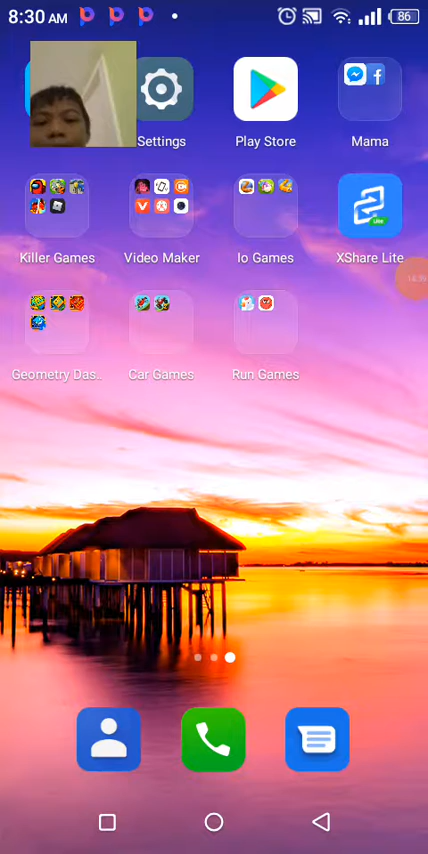 8:30 AM
86
Settings
Play Store
Mama
Killer Games
Video Maker
Io Games
XShare Lite
Lite
Geometry Das..
Car Games
Run Games